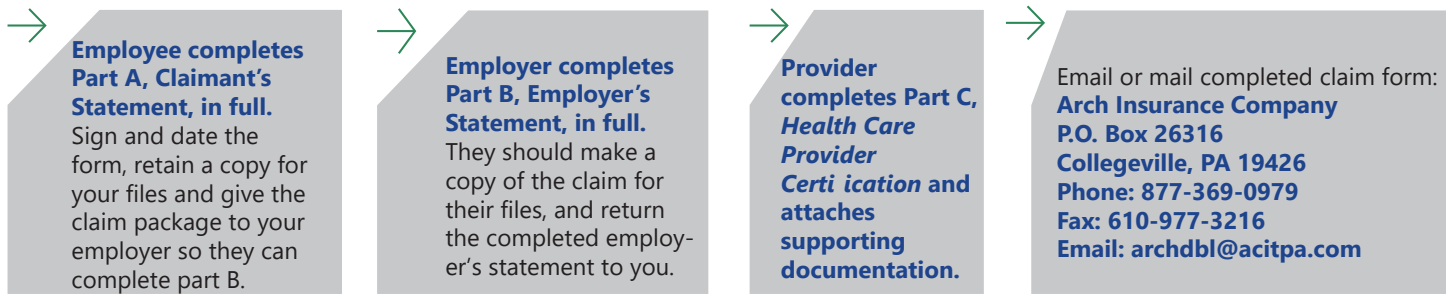 Employee completes
Part A, Claimant's
Statement, in full.
Sign and date the
form, retain a copy for
your files and give the
claim package to your
employer so they can
complete part B.
Employer completes
Part B, Employer's
Statement, in full.
They should make a
copy of the claim for
their files, and return
the completed employ-
er's statement to you.
Provider
completes Part C,
Health Care
Provider
Certi ication and
attaches
supporting
documentation.
Email or mail completed claim form:
Arch Insurance Company
P.O. Box 26316
Collegeville, PA 19426
Phone: 877-369-0979
Fax: 610-977-3216
Email: archdbl@acitpa.com